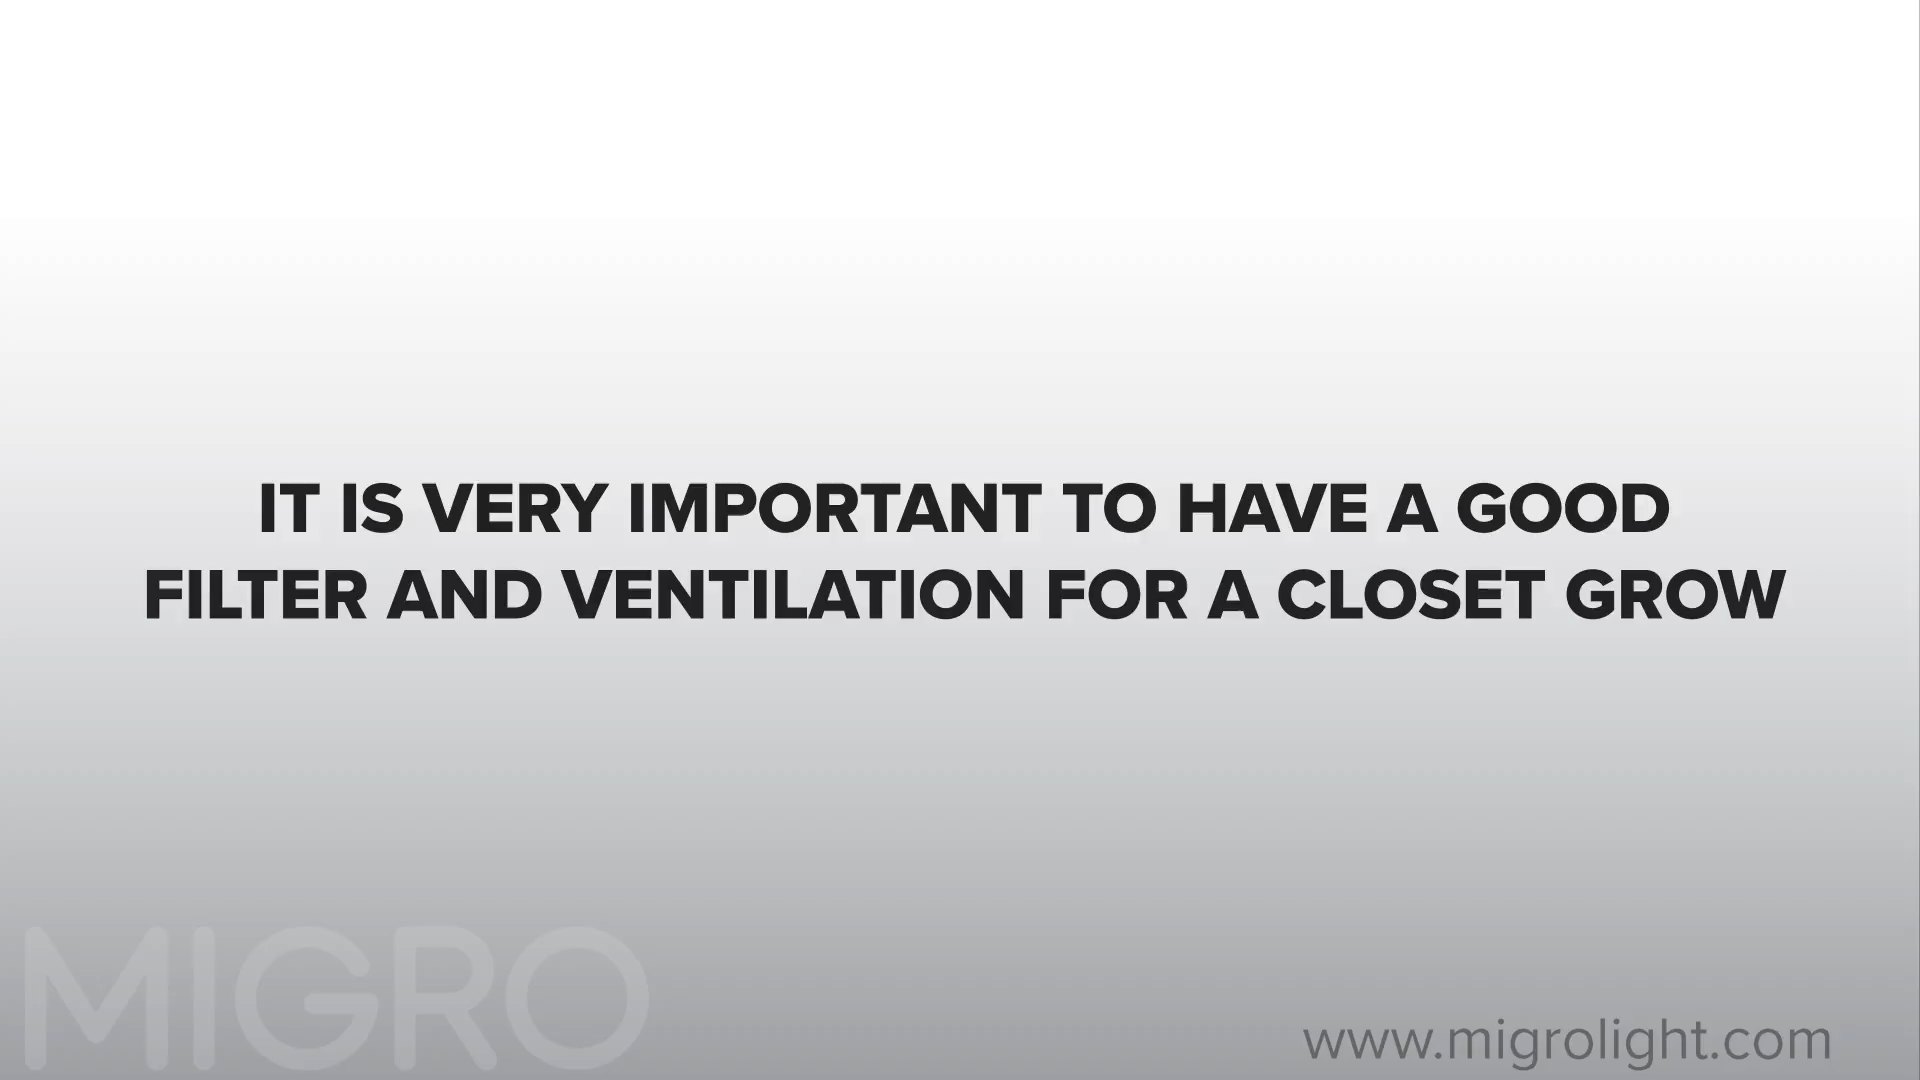 IT IS VERY IMPORTANT TO HAVE A GOOD
FILTER AND VENTILATION FOR A CLOSET GROW
MIGRO
www.migrolight.com